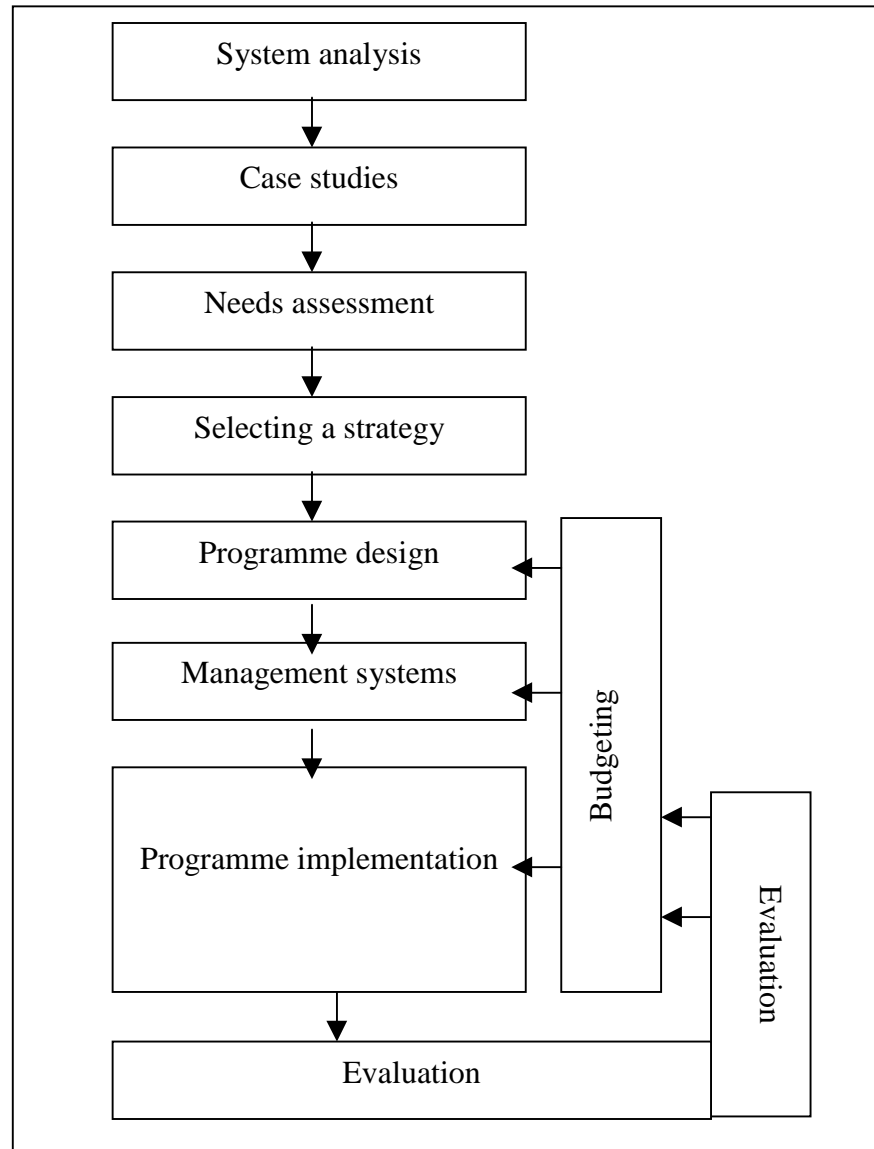 System analysis
Case studies
Needs assessment
Selecting a strategy
Programme design
Management systems
Budgeting
Programme implementation
Evaluation
Evaluation